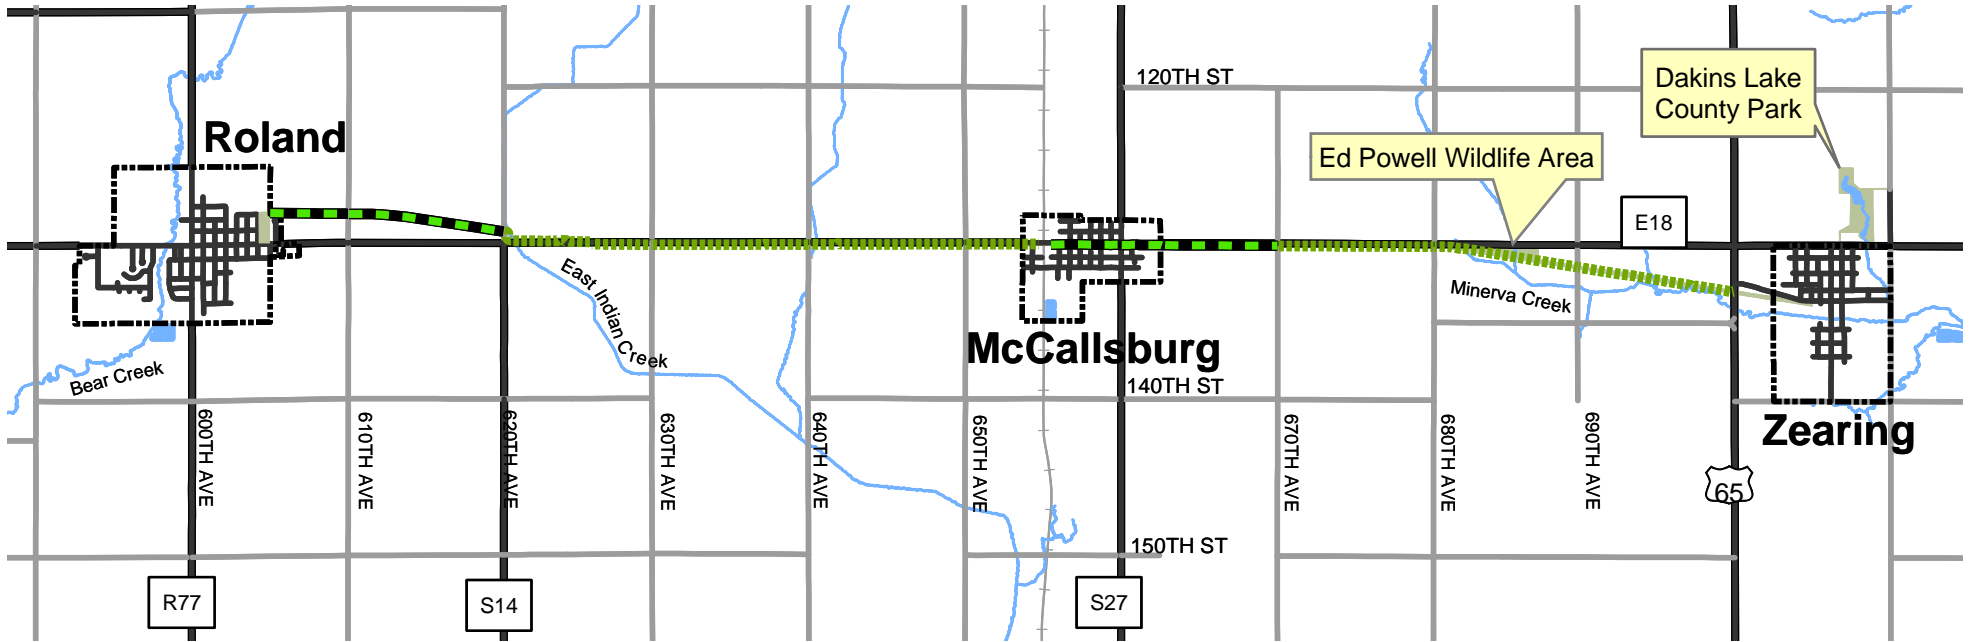 120TH ST
Dakins Lake
County Park
Roland
Ed Powell Wildlife Area
E18
East Indian Creek
Minerva Creek
McCallsburg
Bear Creek
140TH ST
600TH AVE
610TH AVE
620TH AVE
630TH AVE
640TH AVE
650TH AVE
670TH AVE
680TH AVE
690TH AVE
Zearing
65
150TH ST
R77
S14
S27